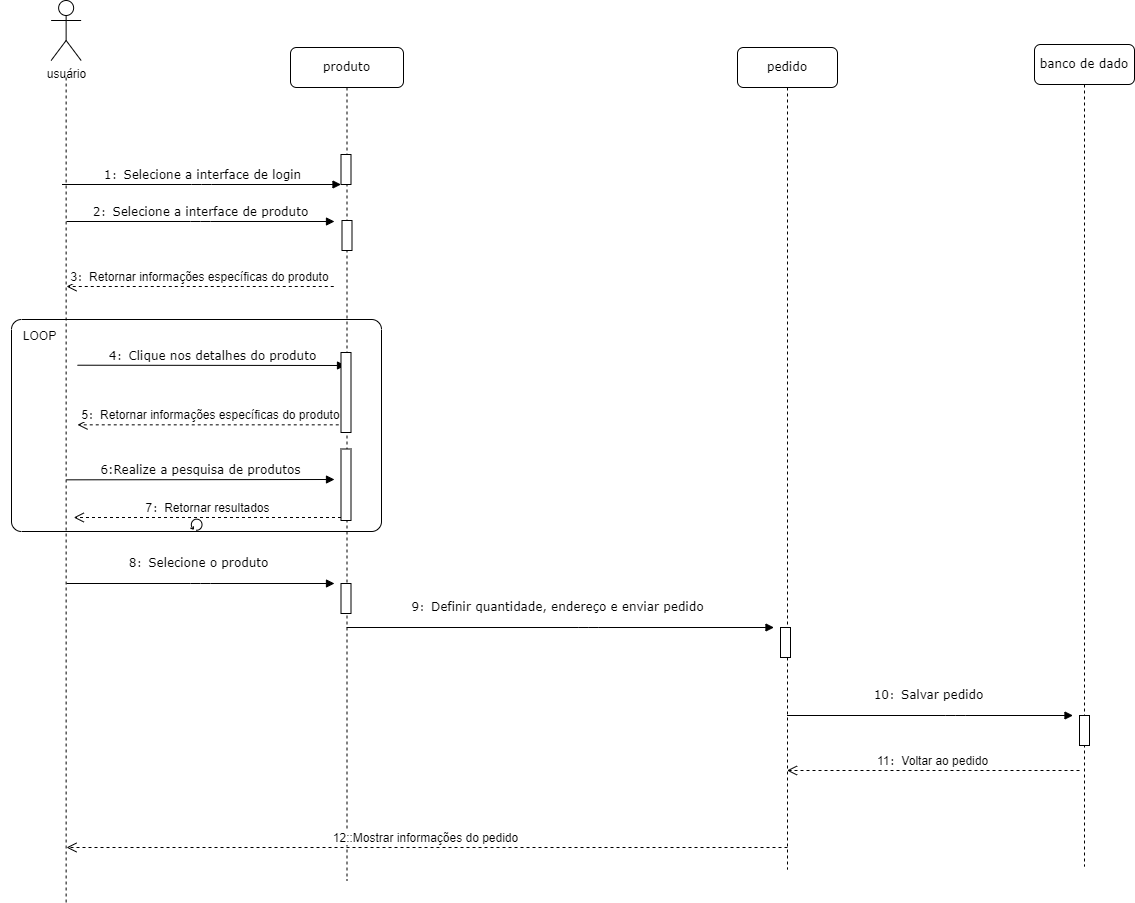 usuário
produto
pedido
banco de dado
1: Selecione a interface de login
2: Selecione a interface de produto
3: Retornar informações específicas do produto
LOOP
4: Clique nos detalhes do produto
5: Retornar informações específicas do produto
6:Realize a pesquisa de produtos
7: Retornar resultados
8: Selecione o produto
9: Definir quantidade, endereço e enviar pedido
10: Salvar pedido
11: Voltar ao pedido
12::Mostrar informações do pedido